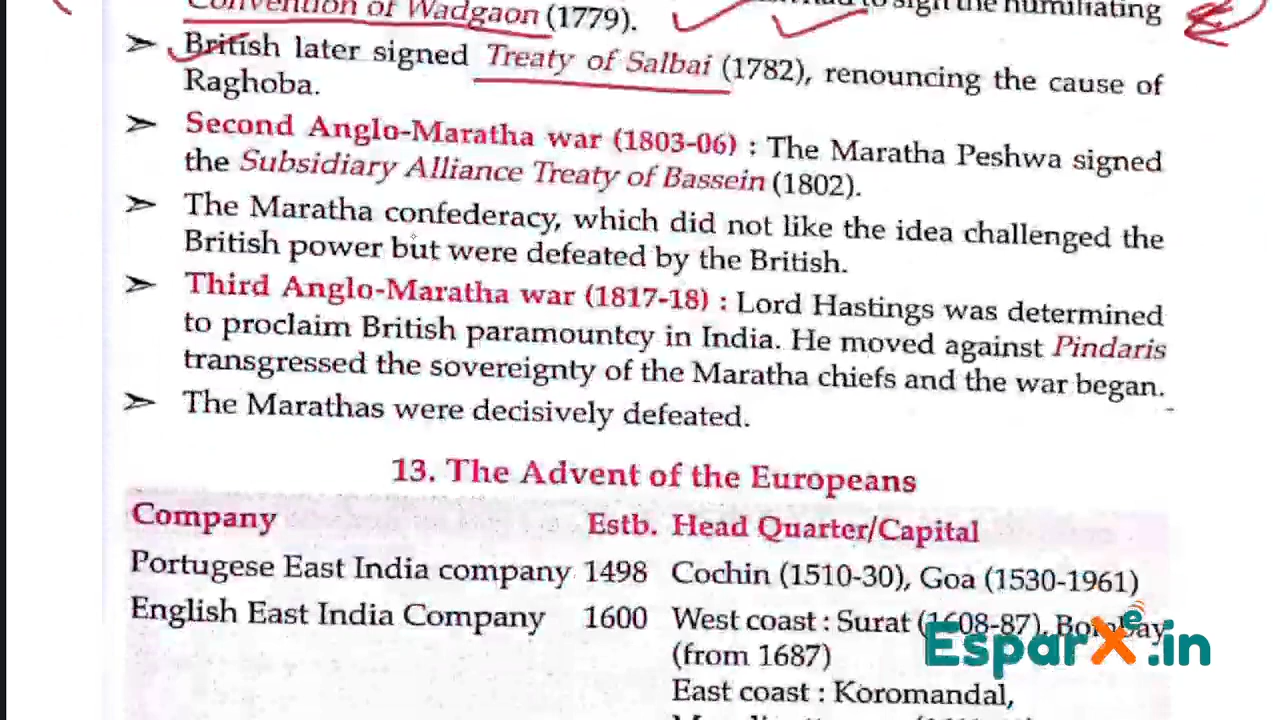 Convention of Wadgaon (1779). to sign the humiliating
➢ British later signed Treaty of Salbai (1782), renouncing the cause of
Raghoba.
➢ Second Anglo-Maratha war (1803-06) : The Maratha Peshwa signed
the Subsidiary Alliance Treaty of Bassein (1802).
➢ The Maratha confederacy, which did not like the idea challenged the
British power but were defeated by the British.
➢ Third Anglo-Maratha war (1817-18) : Lord Hastings was determined
to proclaim British paramountcy in India. He moved against Pindaris
transgressed the sovereignty of the Maratha chiefs and the war began.
➢ The Marathas were decisively defeated.
13. The Advent of the Europeans
Company Estb. Head Quarter/Capital
Portugese East India company 1498 Cochin (1510-30), Goa (1530-1961)
English East India Company 1600 West coast : Surat (1608-87), Bombay
(from 1687)
East coast : Koromandal,
EsparXe.in